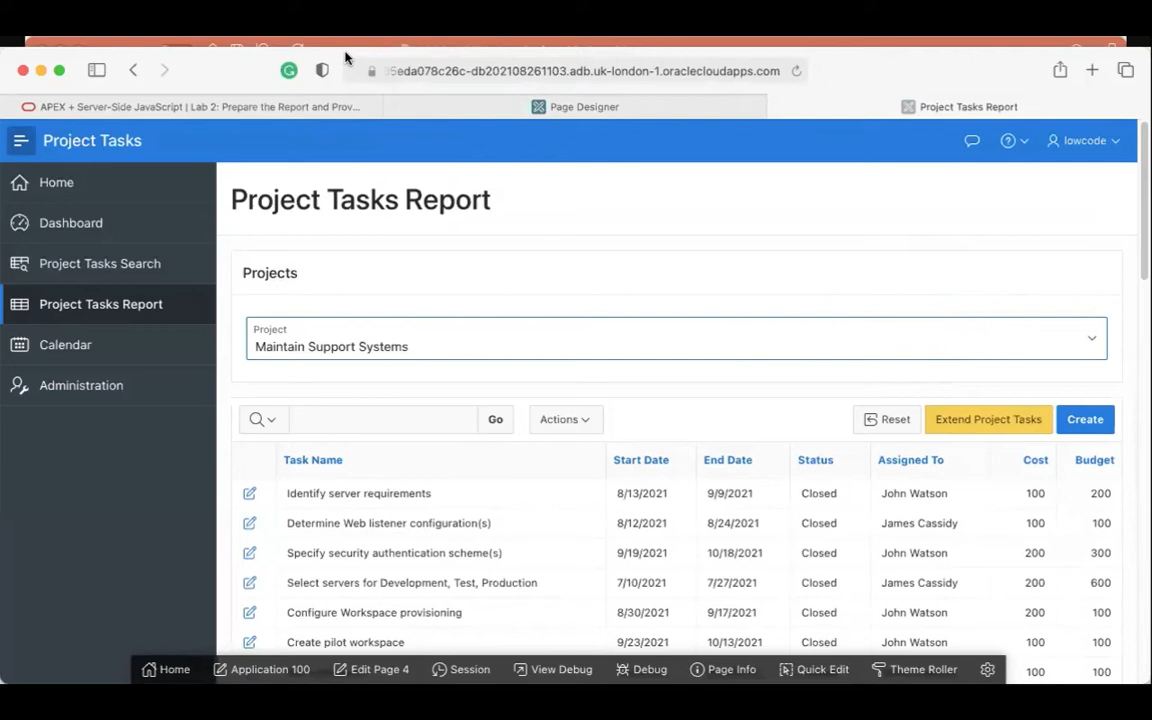 5eda078c26c-db202108261103.adb.uk-london-1.oraclecloudapps.com
APEX + Server-Side JavaScript | Lab 2: Prepare the Report and Prov... Page Designer Project Tasks Report
Project Tasks lowcode
Home
Dashboard
Project Tasks Search
Project Tasks Report
Calendar
Administration
Project Tasks Report
Projects
Project
Maintain Support Systems
Go Actions Reset Extend Project Tasks Create
Task Name Start Date End Date Status Assigned To Cost Budget
Identify server requirements 8/13/2021 9/9/2021 Closed John Watson 100 200
Determine Web listener configuration(s) 8/12/2021 8/24/2021 Closed James Cassidy 100 100
Specify security authentication scheme(s) 9/19/2021 10/18/2021 Closed John Watson 200 300
Select servers for Development, Test, Production 7/10/2021 7/27/2021 Closed James Cassidy 200 600
Configure Workspace provisioning 8/30/2021 9/17/2021 Closed John Watson 200 100
Create pilot workspace 9/23/2021 10/13/2021 Closed John Watson 100 100
100 100
Home Application 100 Edit Page 4 Session View Debug Debug Page Info Quick Edit Theme Roller